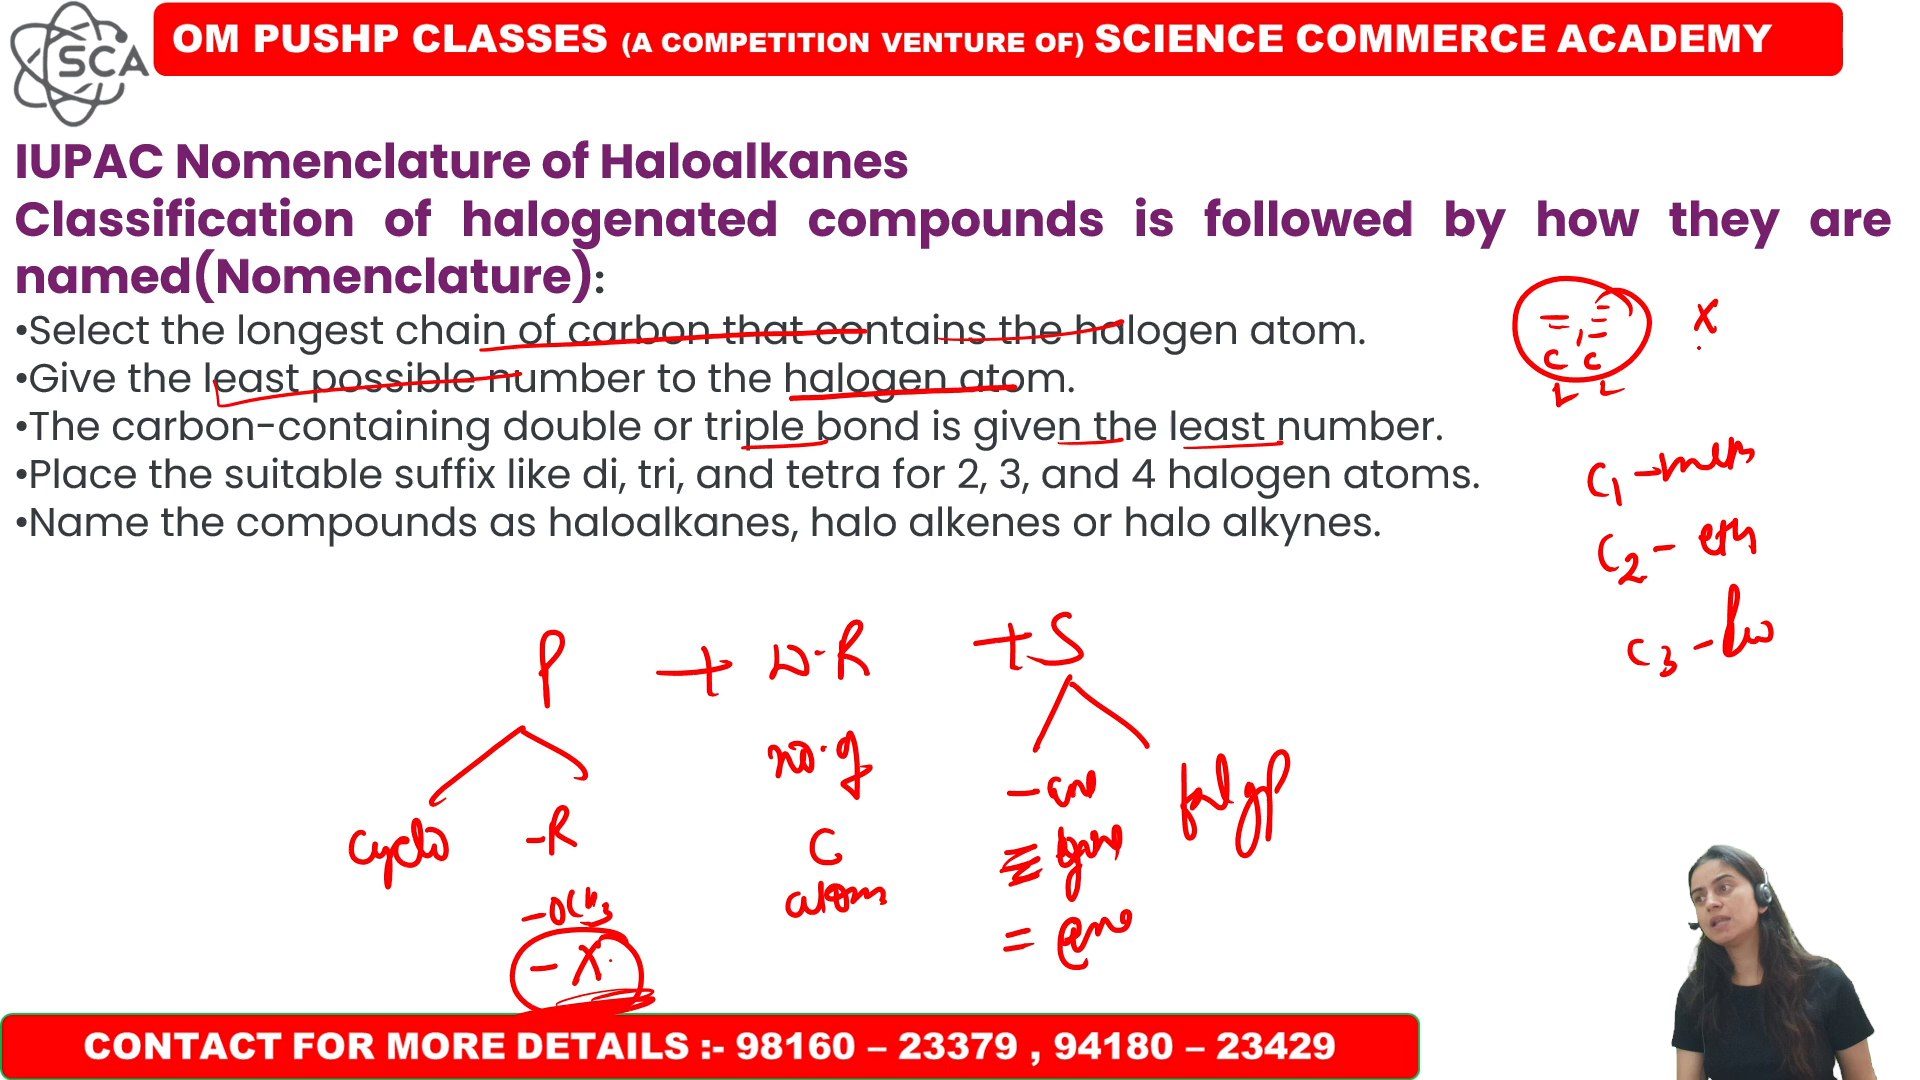 SCA
OM PUSHP CLASSES (A COMPETITION VENTURE OF) SCIENCE COMMERCE ACADEMY
IUPAC Nomenclature of Haloalkanes
Classification of halogenated compounds is followed by how they are
named(Nomenclature):
•Select the longest chain of carbon that contains the halogen atom.
•Give the least possible number to the halogen atom.
•The carbon-containing double or triple bond is given the least number.
•Place the suitable suffix like di, tri, and tetra for 2, 3, and 4 halogen atoms.
•Name the compounds as haloalkanes, halo alkenes or halo alkynes.
= , ≡ X
C C
C1 - meth
C2 - eth
C3 -
P + W.R + S
no. of
C
atom
cyclo
-R
-OCH3
-X
- ane
≡ yne
= ene
CONTACT FOR MORE DETAILS :- 98160 – 23379 , 94180 – 23429